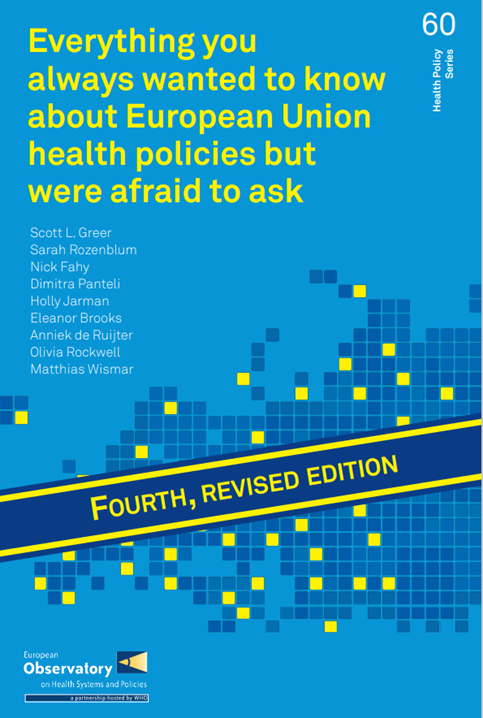 60
Health Policy
Series
Everything you
always wanted to know
about European Union
health policies but
were afraid to ask
Scott L. Greer
Sarah Rozenblum
Nick Fahy
Dimitra Panteli
Holly Jarman
Eleanor Brooks
Anniek de Ruijter
Olivia Rockwell
Matthias Wismar
FOURTH, REVISED EDITION
European
Observatory
on Health Systems and Policies
a partnership hosted by WHO